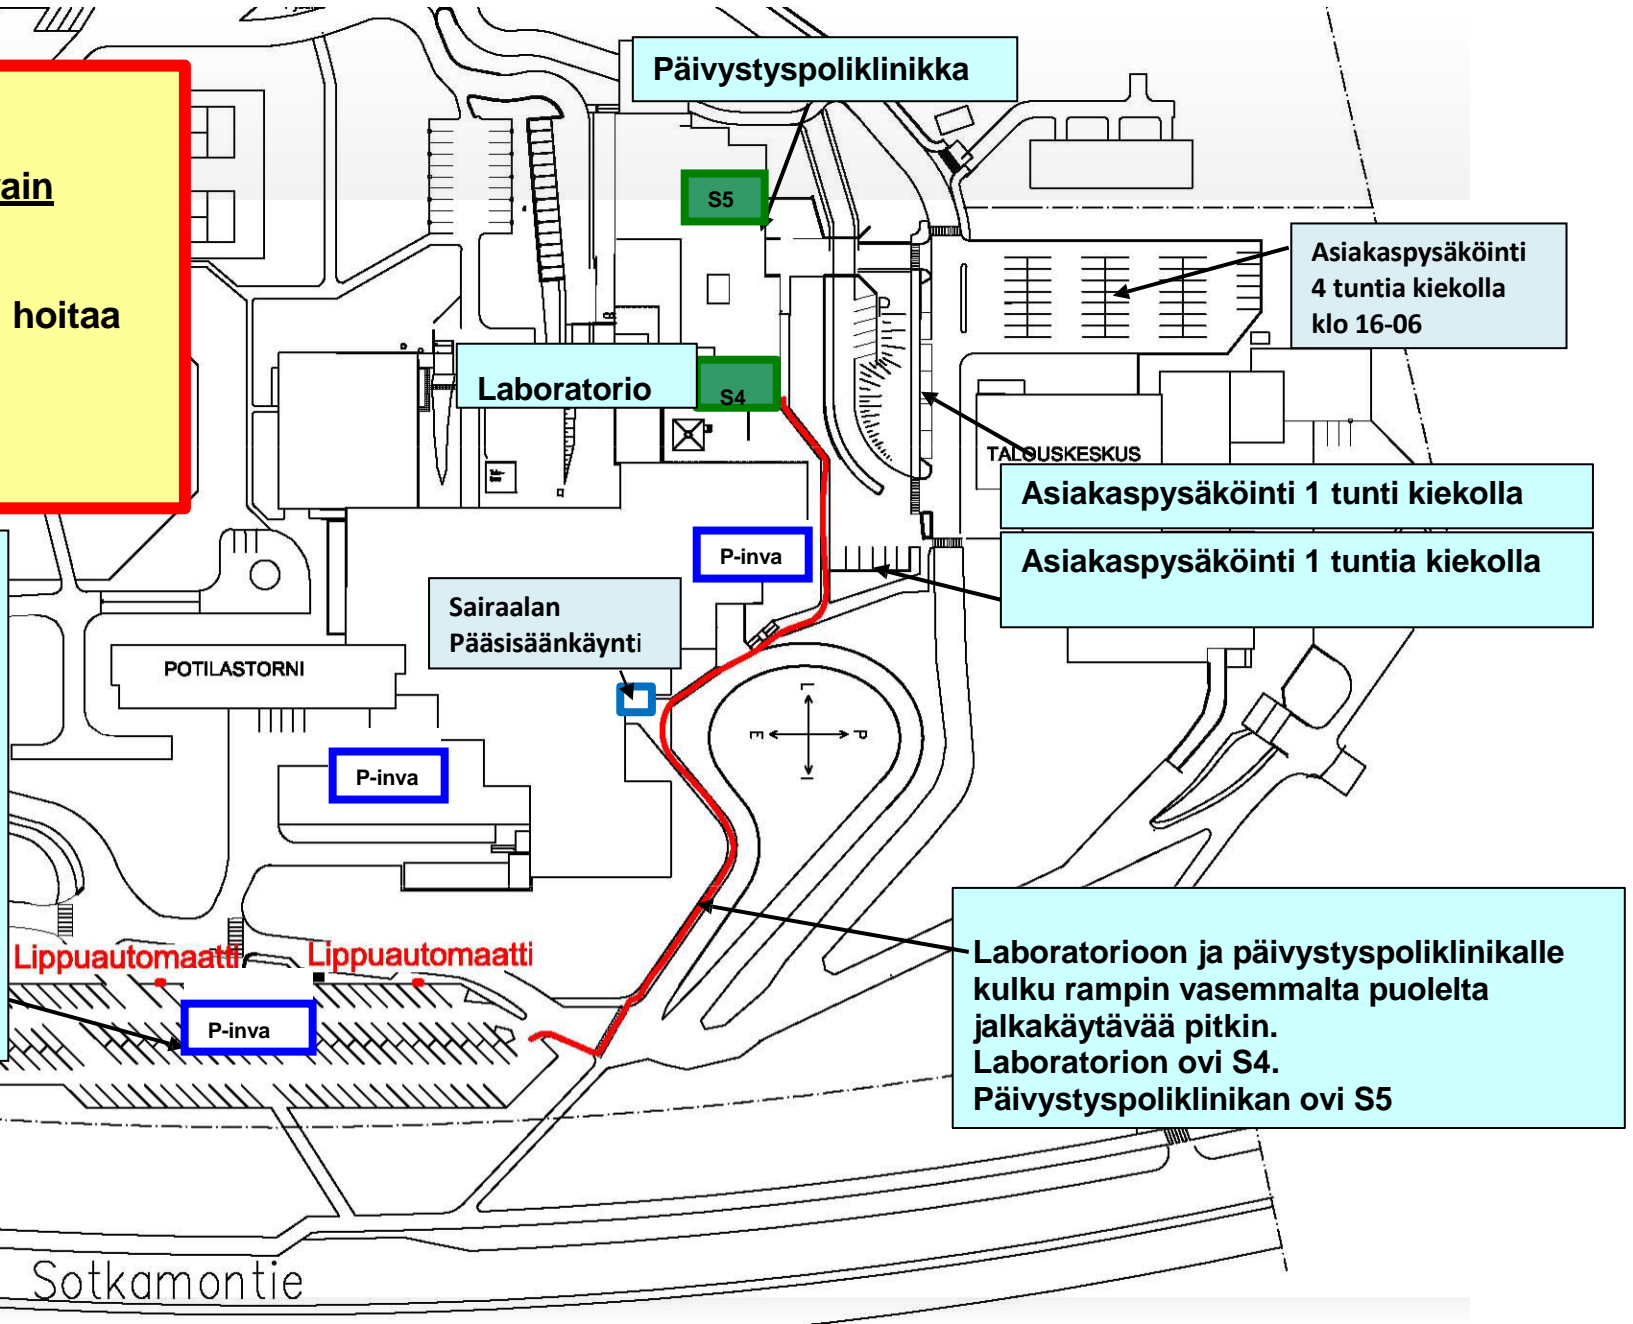 Päivystyspoliklinikka
ain
S5
hoitaa
Asiakaspysäköinti
4 tuntia kiekolla
klo 16-06
Laboratorio
S4
TALOUSKESKUS
Asiakaspysäköinti 1 tunti kiekolla
P-inva
Asiakaspysäköinti 1 tuntia kiekolla
Sairaalan
Pääsisäänkäynti
POTILASTORNI
L
E
P
I
P-inva
Lippuautomaatti
Lippuautomaatti
P-inva
Laboratorioon ja päivystyspoliklinikalle
kulku rampin vasemmalta puolelta
jalkakäytävää pitkin.
Laboratorion ovi S4.
Päivystyspoliklinikan ovi S5
Sotkamontie